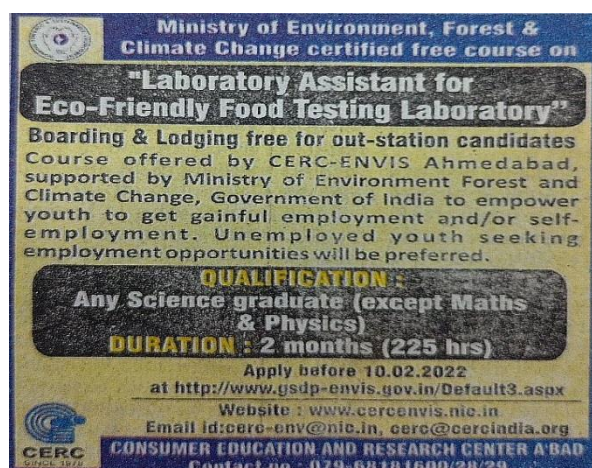 Ministry of Environment, Forest &
Climate Change certified free course on
"Laboratory Assistant for
Eco-Friendly Food Testing Laboratory"
Boarding & Lodging free for out-station candidates
Course offered by CERC-ENVIS Ahmedabad,
supported by Ministry of Environment Forest and
Climate Change, Government of India to empower
youth to get gainful employment and/or self-
employment. Unemployed youth seeking
employment opportunities will be preferred.
QUALIFICATION :
Any Science graduate (except Maths
& Physics)
DURATION : 2 months (225 hrs)
Apply before 10.02.2022
at http://www.gsdp-envis.gov.in/Default3.aspx
Website : www.cercenvis.nic.in
Email id:cerc-env@nic.in, cerc@cercindia.org
CERC
SINCE 1978
CONSUMER EDUCATION AND RESEARCH CENTER A'BAD
Contact no.